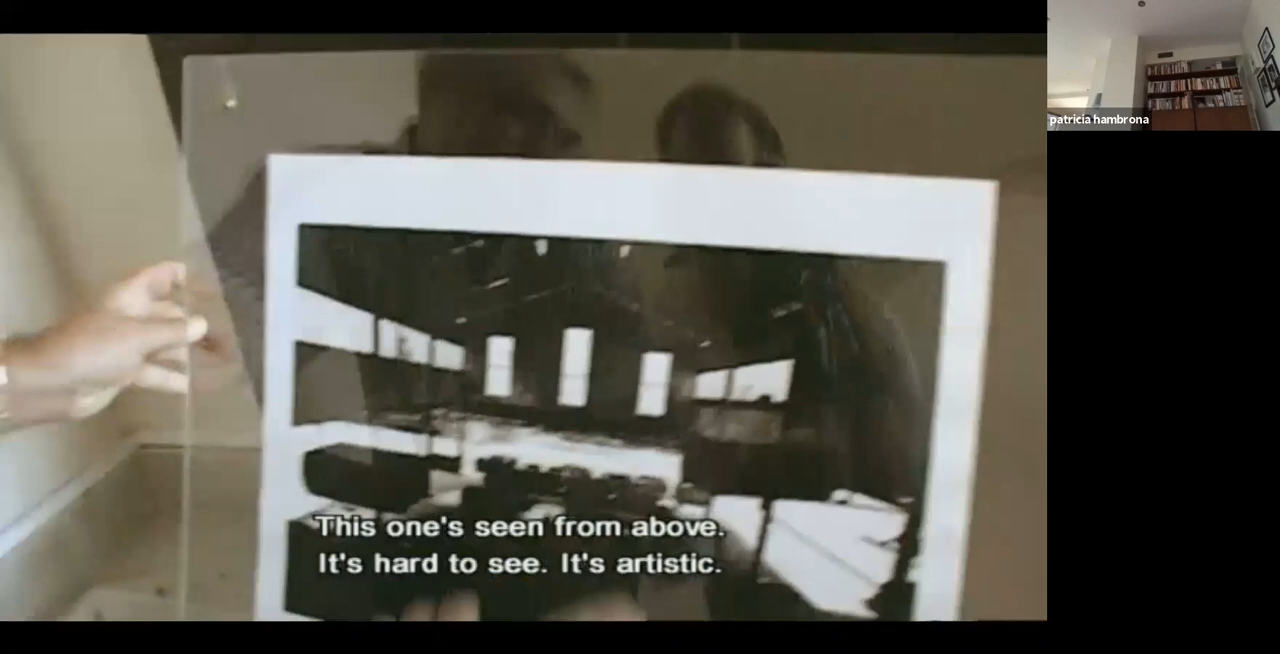 patricia hambrona
This one's seen from above.
It's hard to see. It's artistic.